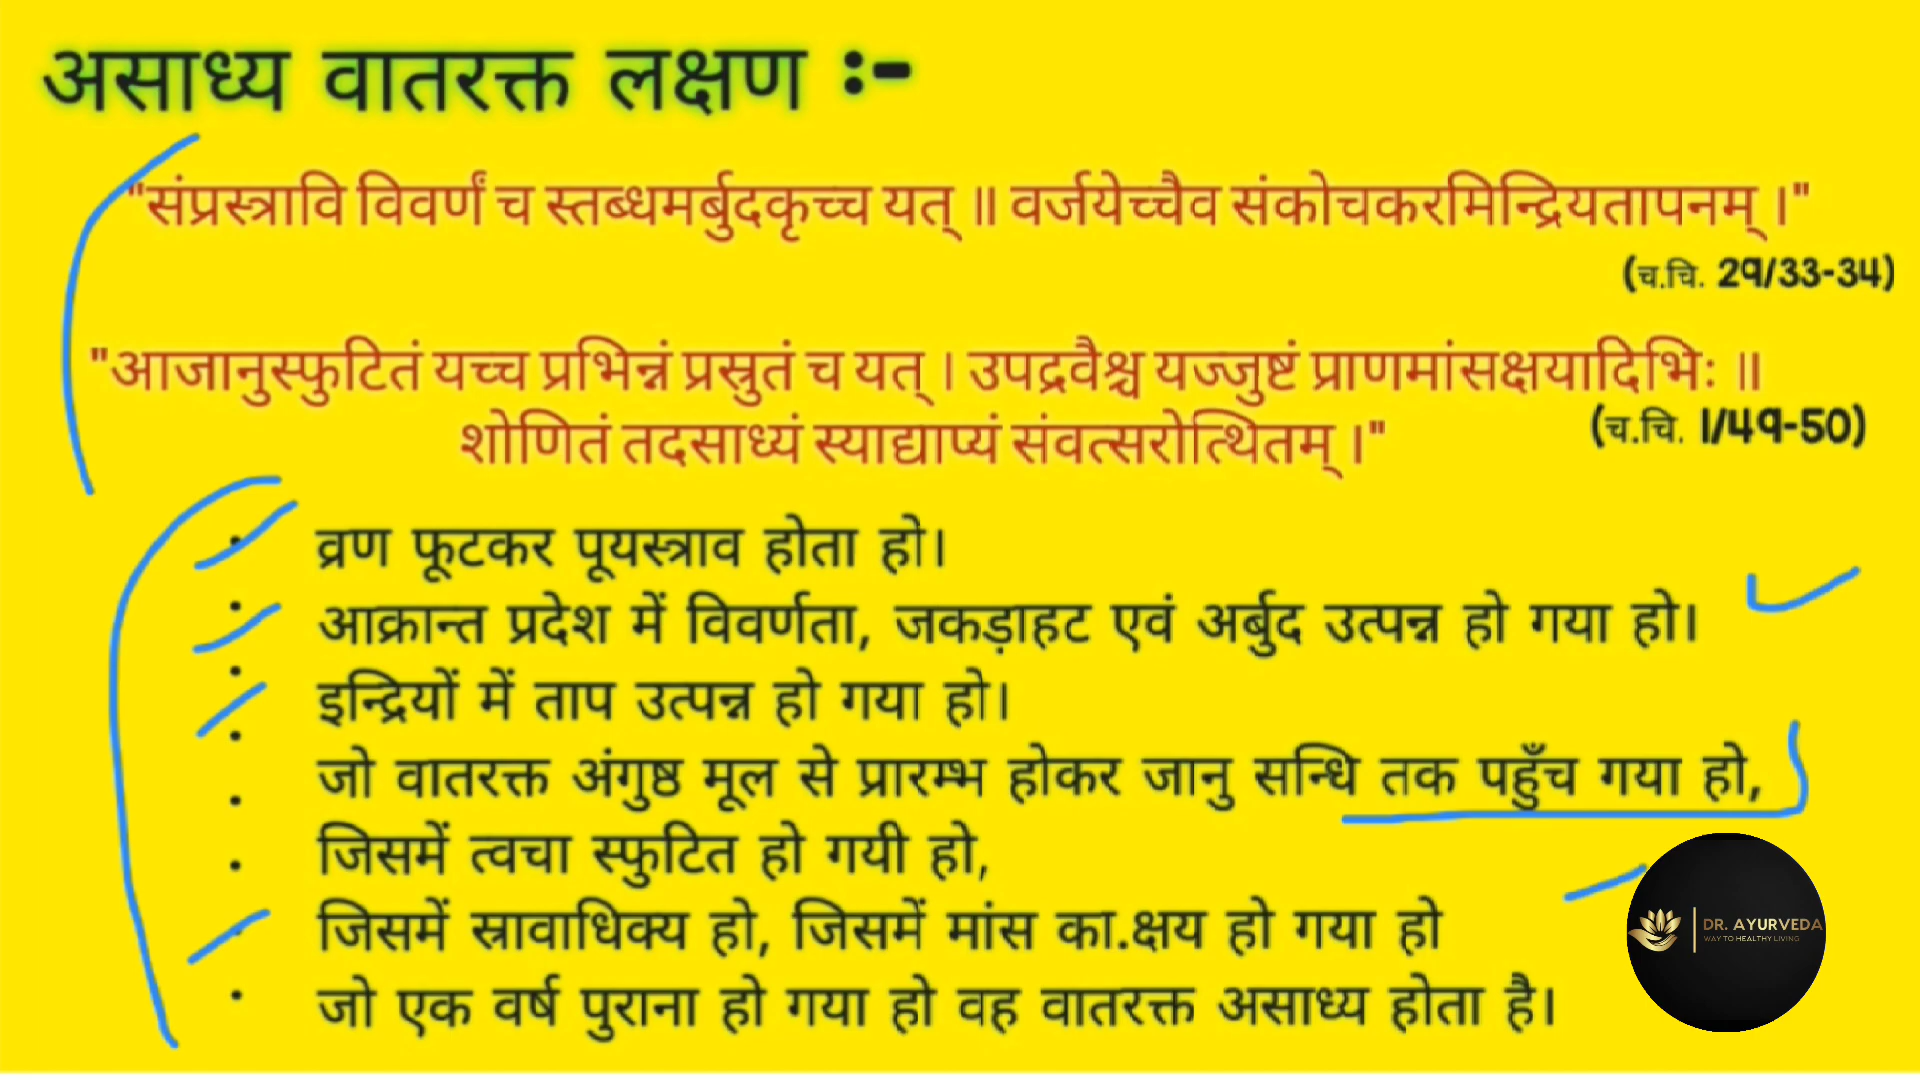 असाध्य वातरक्त लक्षण :-
"संप्रस्त्रावि विवर्णं च स्तब्धमर्बुदकृच्च यत् ॥ वर्जयेच्चैव संकोचकरमिन्द्रियतापनम् ।"
(च.चि. 29/33-34)
"आजानुस्फुटितं यच्च प्रभिन्नं प्रस्रुतं च यत् । उपद्रवैश्च यज्जुष्टं प्राणमांसक्षयादिभिः ॥
शोणितं तदसाध्यं स्याद्याप्यं संवत्सरोत्थितम् ।"
(च.चि. 1/49-50)
• व्रण फूटकर पूयस्त्राव होता हो।
• आक्रान्त प्रदेश में विवर्णता, जकड़ाहट एवं अर्बुद उत्पन्न हो गया हो।
• इन्द्रियों में ताप उत्पन्न हो गया हो।
• जो वातरक्त अंगुष्ठ मूल से प्रारम्भ होकर जानु सन्धि तक पहुँच गया हो,
• जिसमें त्वचा स्फुटित हो गयी हो,
• जिसमें स्रावाधिक्य हो, जिसमें मांस का.क्षय हो गया हो
• जो एक वर्ष पुराना हो गया हो वह वातरक्त असाध्य होता है।
DR. AYURVEDA
WAY TO HEALTHY LIVING